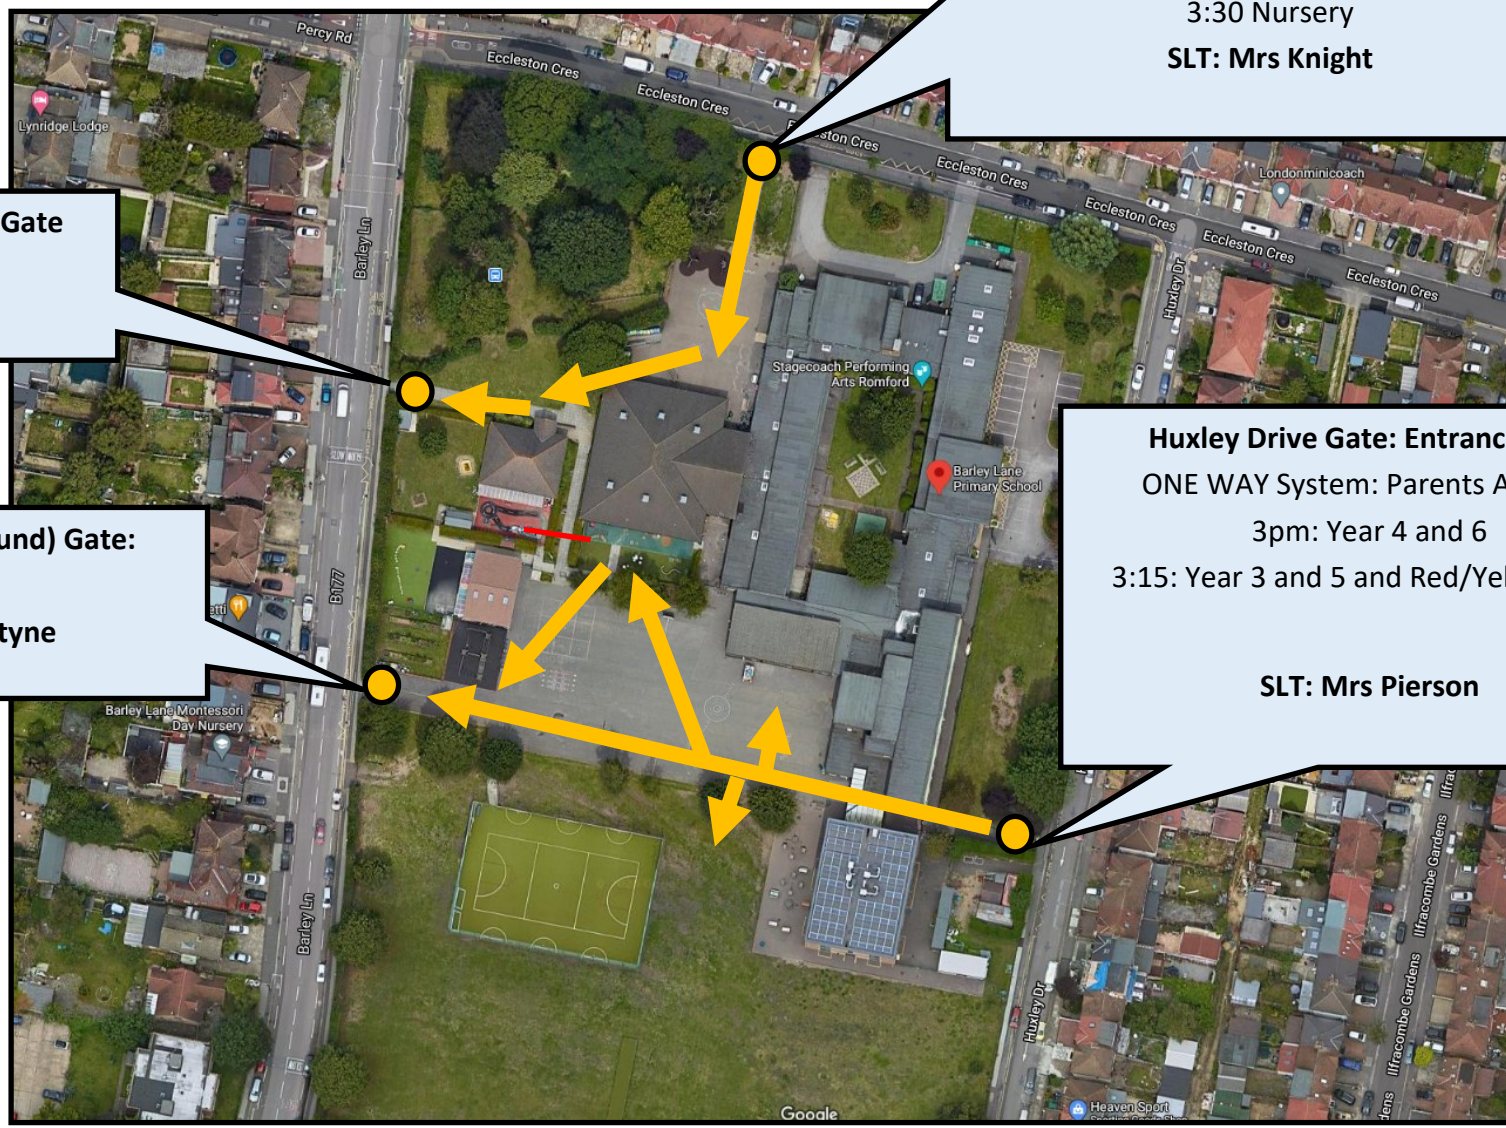 3:30 Nursery
SLT: Mrs Knight
Percy Rd
Eccleston Cres
Eccleston Cres
Eccleston Cres
Eccleston Cres
Eccleston Cres
Eccleston Cres
Eccleston Cres
Lynridge Lodge
Londonminicoach
Gate
Barley Ln
Huxley Dr
Stagecoach Performing
Arts Romford
Barley Lane
Primary School
Huxley Drive Gate: Entranc
ONE WAY System: Parents A
3pm: Year 4 and 6
3:15: Year 3 and 5 and Red/Yel
SLT: Mrs Pierson
SLOW
und) Gate:
tyne
etti
B177
Barley Lane Montessori
Day Nursery
Barley Ln
Ilfrac
Ilfracombe Gardens
Ilfracombe Gardens
dens
Huxley Dr
Heaven Sport
Google